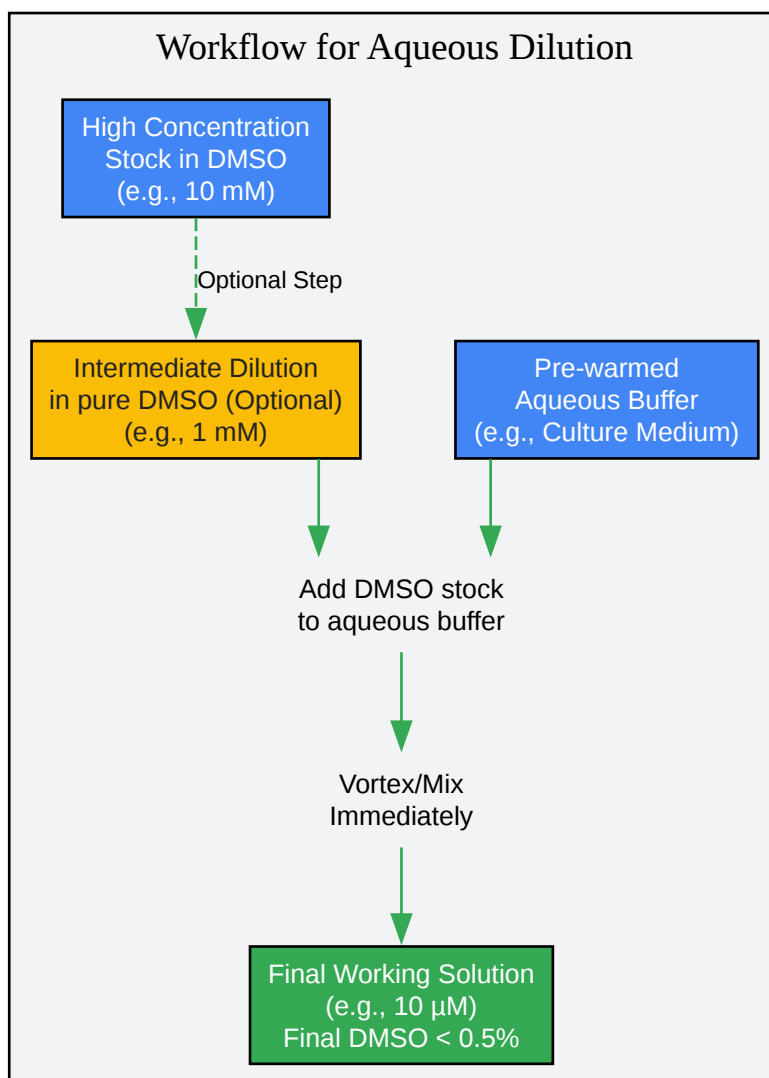 Workflow for Aqueous Dilution
High Concentration
Stock in DMSO
(e.g., 10 mM)
Optional Step
Intermediate Dilution
in pure DMSO (Optional)
(e.g., 1 mM)
Pre-warmed
Aqueous Buffer
(e.g., Culture Medium)
Add DMSO stock
to aqueous buffer
Vortex/Mix
Immediately
Final Working Solution
(e.g., 10 µM)
Final DMSO < 0.5%